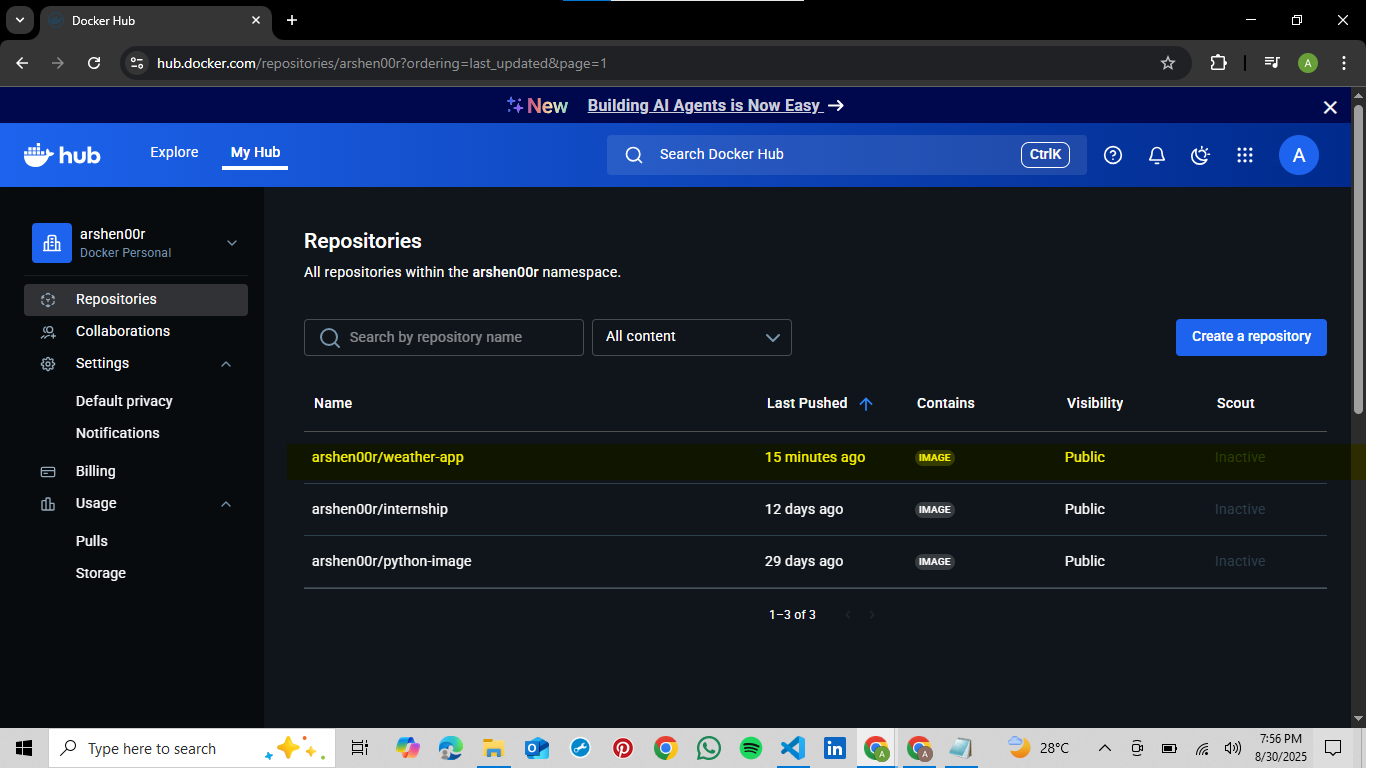 Docker Hub
hub.docker.com/repositories/arshen00r?ordering=last_updated&page=1
A
New Building AI Agents is Now Easy →
hub
Explore
My Hub
Search Docker Hub
CtrlK
A
arshen00r
Docker Personal
Repositories
Collaborations
Settings
Default privacy
Notifications
Billing
Usage
Pulls
Storage
Repositories
All repositories within the arshen00r namespace.
Search by repository name
All content
Create a repository
Name Last Pushed Contains Visibility Scout
arshen00r/weather-app 15 minutes ago IMAGE Public Inactive
arshen00r/internship 12 days ago IMAGE Public Inactive
arshen00r/python-image 29 days ago IMAGE Public Inactive
1–3 of 3
Type here to search
28°C
7:56 PM
8/30/2025